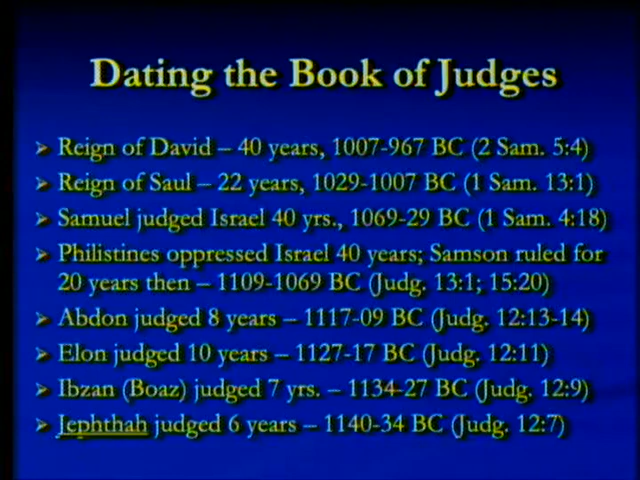 Dating the Book of Judges
➢ Reign of David – 40 years, 1007-967 BC (2 Sam. 5:4)
➢ Reign of Saul – 22 years, 1029-1007 BC (1 Sam. 13:1)
➢ Samuel judged Israel 40 yrs., 1069-29 BC (1 Sam. 4:18)
➢ Philistines oppressed Israel 40 years; Samson ruled for
20 years then – 1109-1069 BC (Judg. 13:1; 15:20)
➢ Abdon judged 8 years – 1117-09 BC (Judg. 12:13-14)
➢ Elon judged 10 years – 1127-17 BC (Judg. 12:11)
➢ Ibzan (Boaz) judged 7 yrs. – 1134-27 BC (Judg. 12:9)
➢ Jephthah judged 6 years – 1140-34 BC (Judg. 12:7)